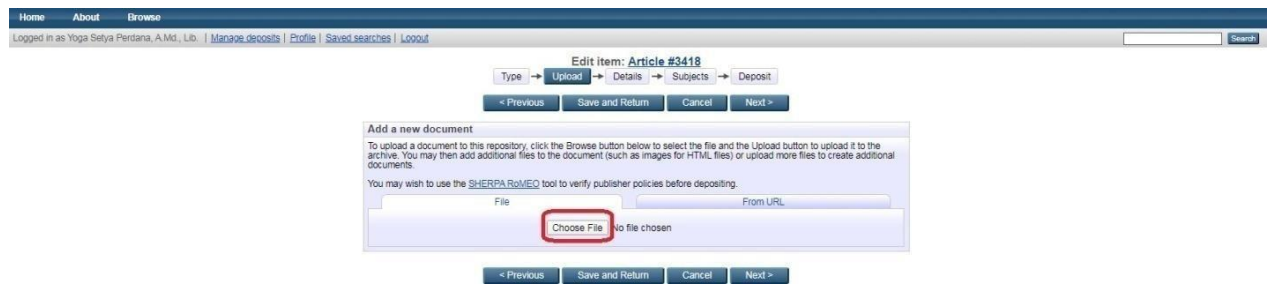 Home About Browse
Logged in as Yoga Setya Perdana, A.Md., Lib. | Manage deposits | Profile | Saved searches | Logout Search
Edit item: Article #3418
Type → Upload → Details → Subjects → Deposit
< Previous Save and Return Cancel Next >
Add a new document
To upload a document to this repository, click the Browse button below to select the file and the Upload button to upload it to the
archive. You may then add additional files to the document (such as images for HTML files) or upload more files to create additional
documents.
You may wish to use the SHERPA RoMEO tool to verify publisher policies before depositing.
File From URL
Choose File No file chosen
< Previous Save and Return Cancel Next >